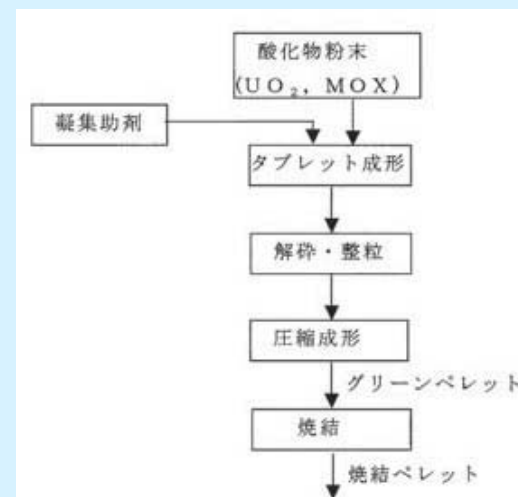 酸化物粉末
(UO₂, MOX)
凝集助剤
タブレット成形
解砕・整粒
圧縮成形
グリーンペレット
焼結
焼結ペレット